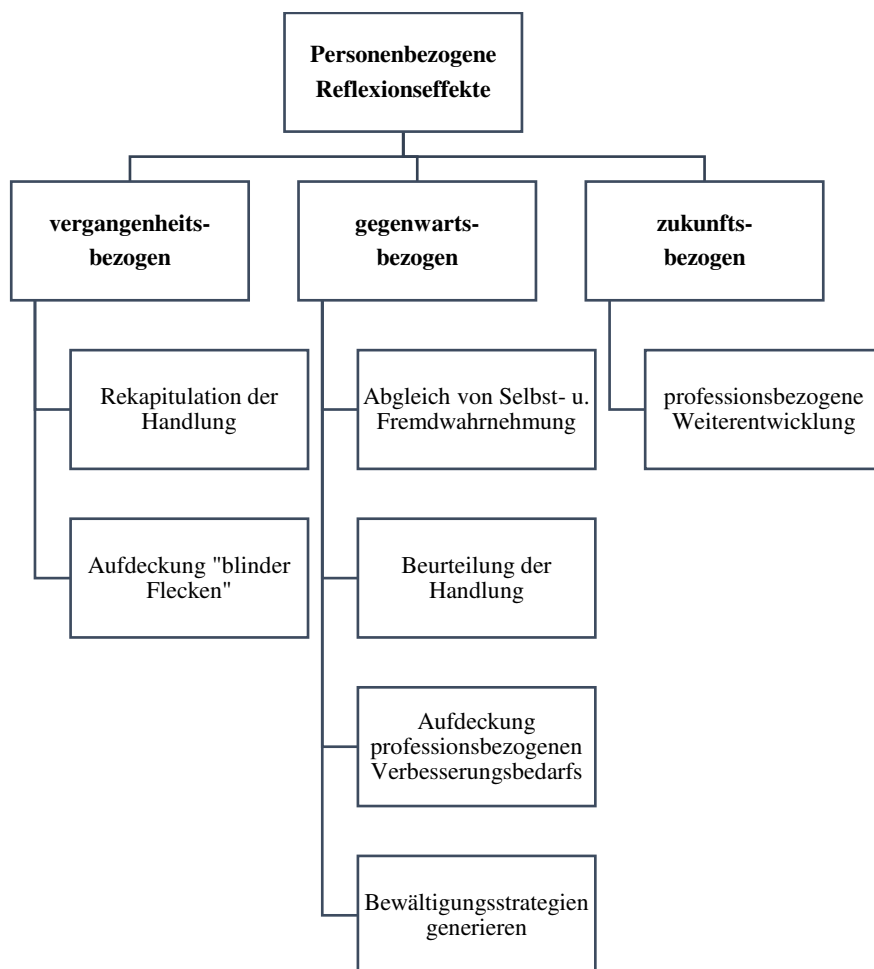 Personenbezogene
Reflexionseffekte
vergangenheits-
bezogen
Rekapitulation der
Handlung
Aufdeckung "blinder
Flecken"
gegenwarts-
bezogen
Abgleich von Selbst- u.
Fremdwahrnehmung
Beurteilung der
Handlung
Aufdeckung
professionsbezogenen
Verbesserungsbedarfs
Bewältigungsstrategien
generieren
zukunfts-
bezogen
professionsbezogene
Weiterentwicklung